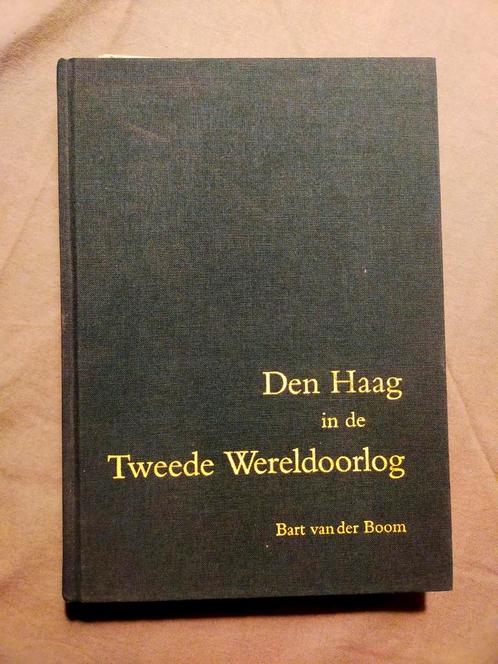 Den Haag
in de
Tweede Wereldoorlog
Bart van der Boom